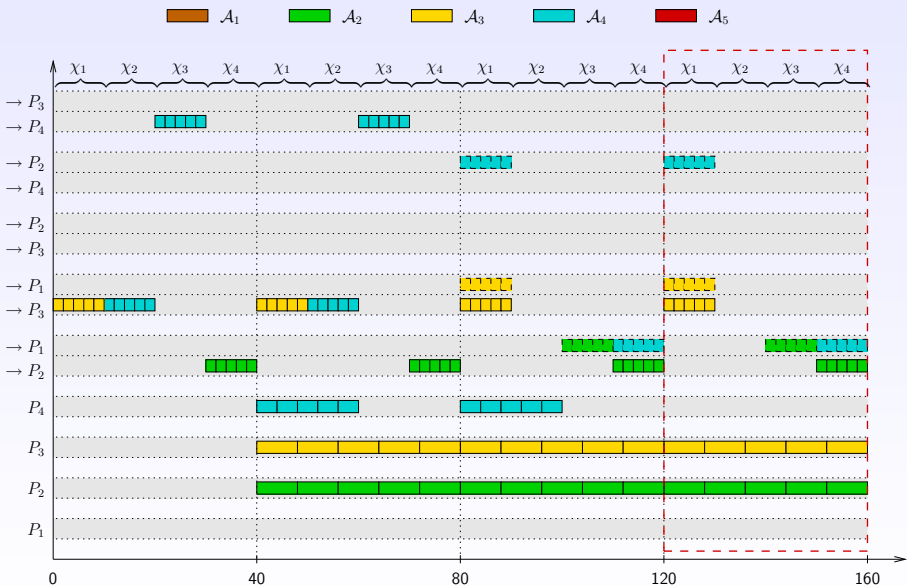 𝒜₁ 𝒜₂ 𝒜₃ 𝒜₄ 𝒜₅
χ₁ χ₂ χ₃ χ₄ χ₁ χ₂ χ₃ χ₄ χ₁ χ₂ χ₃ χ₄ χ₁ χ₂ χ₃ χ₄
→ P₃
→ P₄
→ P₂
→ P₄
→ P₂
→ P₃
→ P₁
→ P₃
→ P₁
→ P₂
P₄
P₃
P₂
P₁
0 40 80 120 160